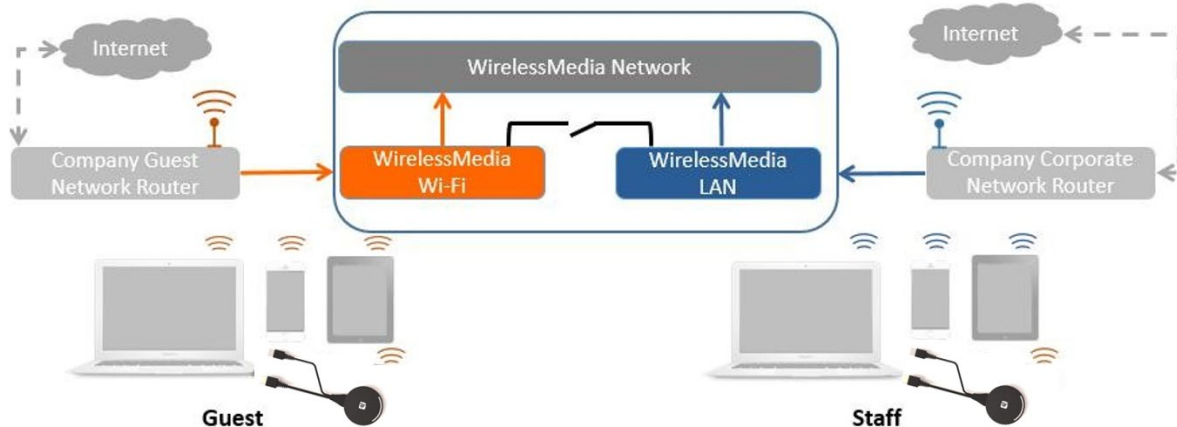 Internet
Internet
WirelessMedia Network
Company Guest
Network Router
WirelessMedia
Wi-Fi
WirelessMedia
LAN
Company Corporate
Network Router
Guest
Staff